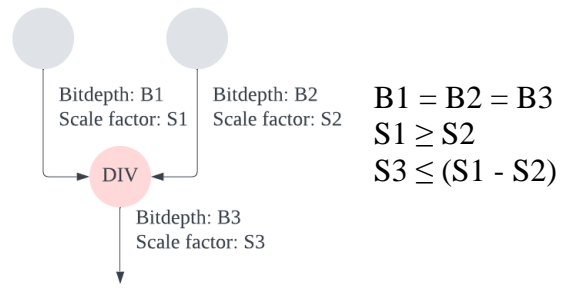 Bitdepth: B1
Scale factor: S1
Bitdepth: B2
Scale factor: S2
DIV
Bitdepth: B3
Scale factor: S3
B1 = B2 = B3
S1 ≥ S2
S3 ≤ (S1 - S2)